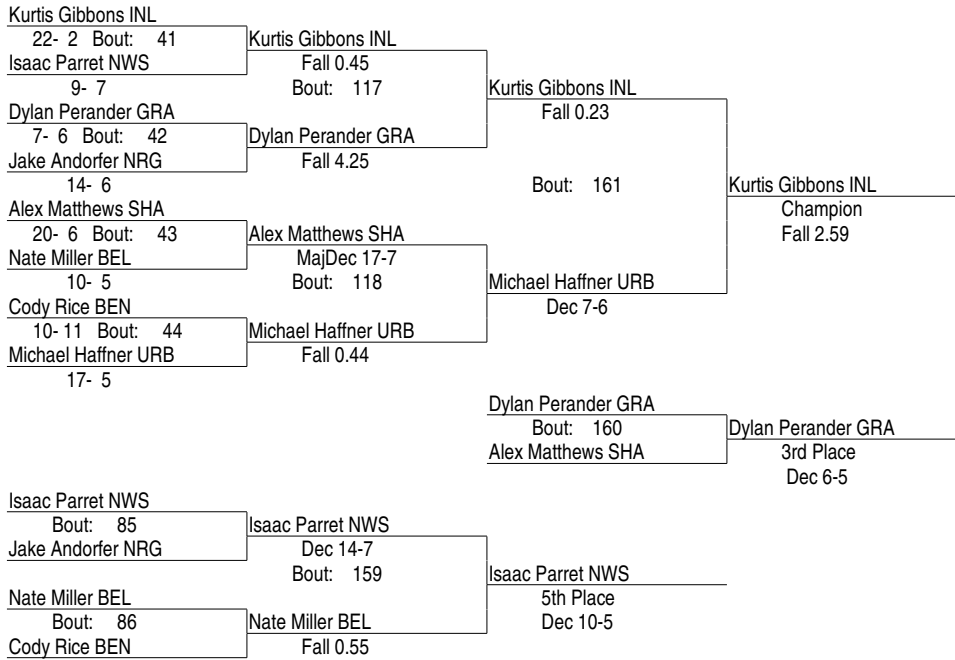 Kurtis Gibbons INL
22- 2 Bout: 41
Kurtis Gibbons INL
Isaac Parret NWS
Fall 0.45
9- 7
Bout: 117
Kurtis Gibbons INL
Dylan Perander GRA
Fall 0.23
7- 6 Bout: 42
Dylan Perander GRA
Jake Andorfer NRG
Fall 4.25
14- 6
Bout: 161
Kurtis Gibbons INL
Alex Matthews SHA
Champion
20- 6 Bout: 43
Alex Matthews SHA
Fall 2.59
Nate Miller BEL
MajDec 17-7
10- 5
Bout: 118
Michael Haffner URB
Cody Rice BEN
Dec 7-6
10- 11 Bout: 44
Michael Haffner URB
Michael Haffner URB
Fall 0.44
17- 5
Dylan Perander GRA
Bout: 160
Dylan Perander GRA
Alex Matthews SHA
3rd Place
Dec 6-5
Isaac Parret NWS
Bout: 85
Isaac Parret NWS
Jake Andorfer NRG
Dec 14-7
Bout: 159
Isaac Parret NWS
Nate Miller BEL
5th Place
Bout: 86
Nate Miller BEL
Dec 10-5
Cody Rice BEN
Fall 0.55